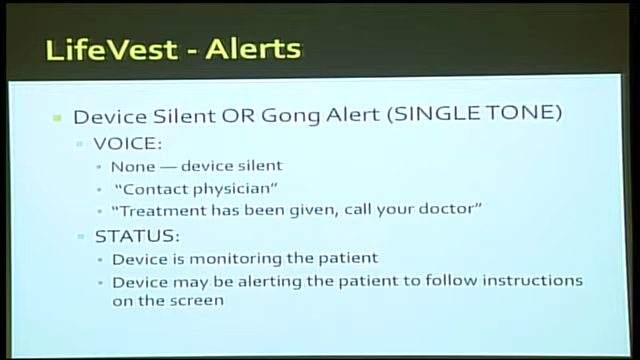 LifeVest - Alerts
Device Silent OR Gong Alert (SINGLE TONE)
VOICE:
None — device silent
“Contact physician”
“Treatment has been given, call your doctor”
STATUS:
Device is monitoring the patient
Device may be alerting the patient to follow instructions
on the screen